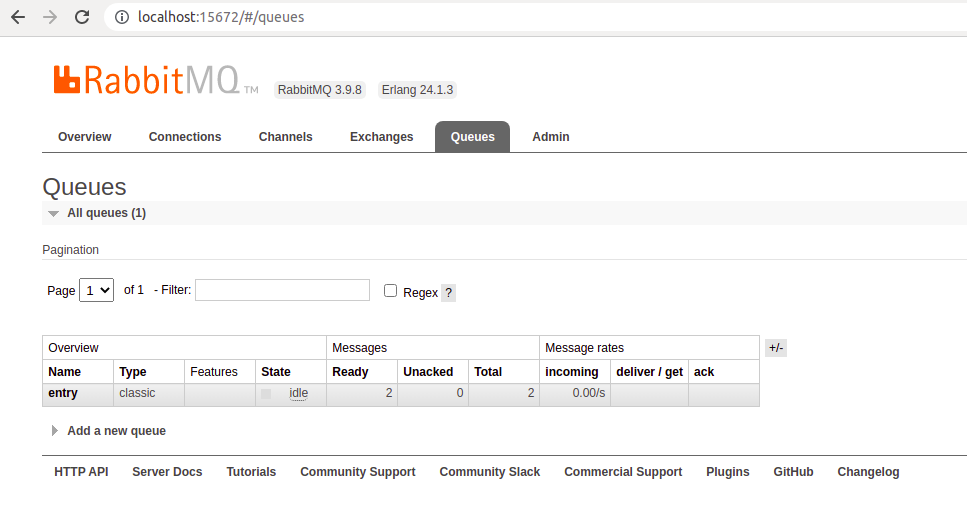 localhost:15672/#/queues
RabbitMQ TM RabbitMQ 3.9.8 Erlang 24.1.3
Overview Connections Channels Exchanges Queues Admin
Queues
All queues (1)
Pagination
Page 1 of 1 - Filter: Regex ?
Overview Messages Message rates +/-
Name Type Features State Ready Unacked Total incoming deliver / get ack
entry classic idle 2 0 2 0.00/s
Add a new queue
HTTP API Server Docs Tutorials Community Support Community Slack Commercial Support Plugins GitHub Changelog